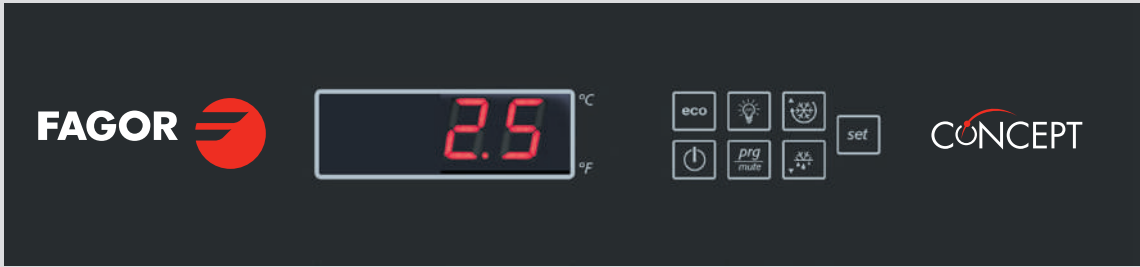 FAGOR
2.5
°C
°F
eco
prg
mute
set
CONCEPT